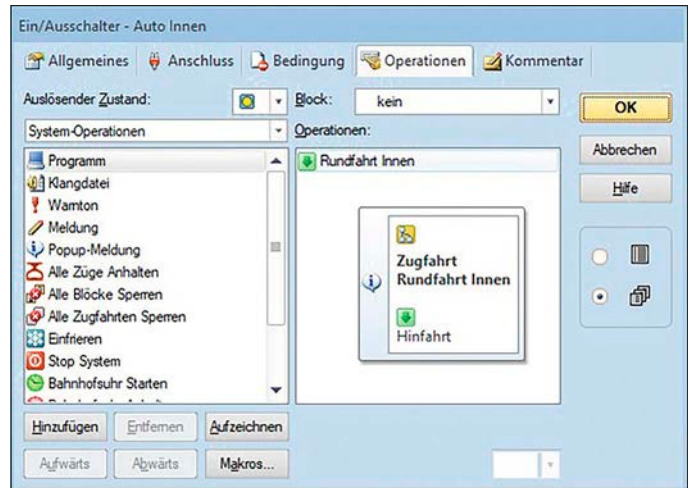 Ein/Ausschalter - Auto Innen
Allgemeines Anschluss Bedingung Operationen Kommentar
Auslösender Zustand: Block: kein
System-Operationen Operationen:
Programm
Klangdatei
Warnton
Meldung
Popup-Meldung
Alle Züge Anhalten
Alle Blöcke Sperren
Alle Zugfahrten Sperren
Einfrieren
Stop System
Bahnhofsuhr Starten
Rundfahrt Innen
Zugfahrt
Rundfahrt Innen
Hinfahrt
OK
Abbrechen
Hilfe
Hinzufügen Entfernen Aufzeichnen
Aufwärts Abwärts Makros...